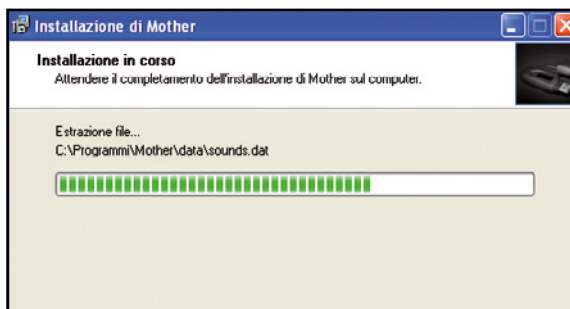 Installazione di Mother
Installazione in corso
Attendere il completamento dell'installazione di Mother sul computer.
Estrazione file...
C:\Programmi\Mother\data\sounds.dat